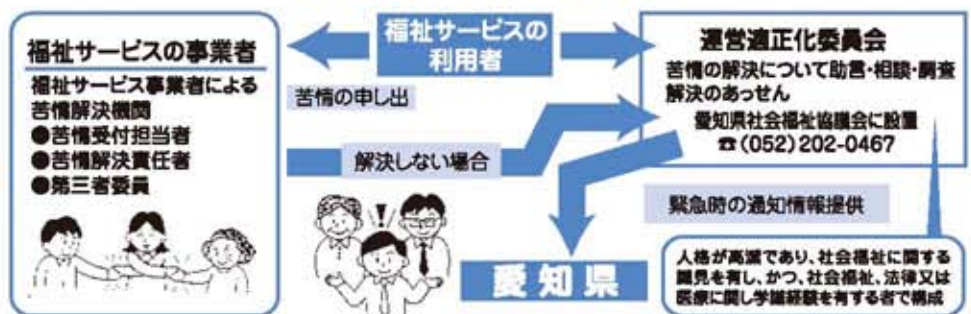 福祉サービスの事業者
福祉サービス事業者による
苦情解決機関
●苦情受付担当者
●苦情解決責任者
●第三者委員
福祉サービスの
利用者
苦情の申し出
解決しない場合
運営適正化委員会
苦情の解決について助言・相談・調査
解決のあっせん
愛知県社会福祉協議会に設置
☎(052)202-0467
緊急時の通知情報提供
愛知県
人格が高潔であり、社会福祉に関する
識見を有し、かつ、社会福祉、法律又は
医療に関し学識経験を有する者で構成
!